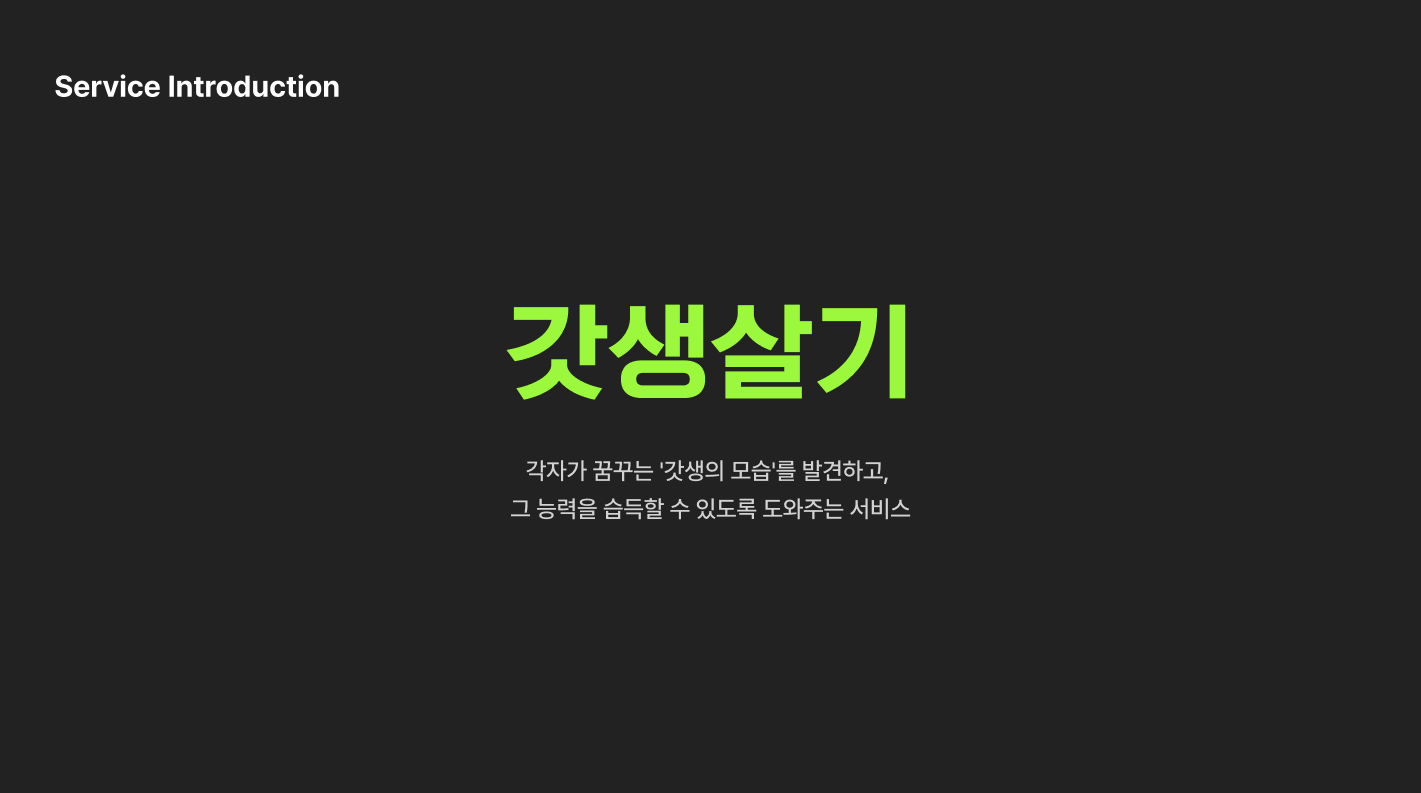 Service Introduction
갓생살기
각자가 꿈꾸는 '갓생의 모습'를 발견하고,
그 능력을 습득할 수 있도록 도와주는 서비스